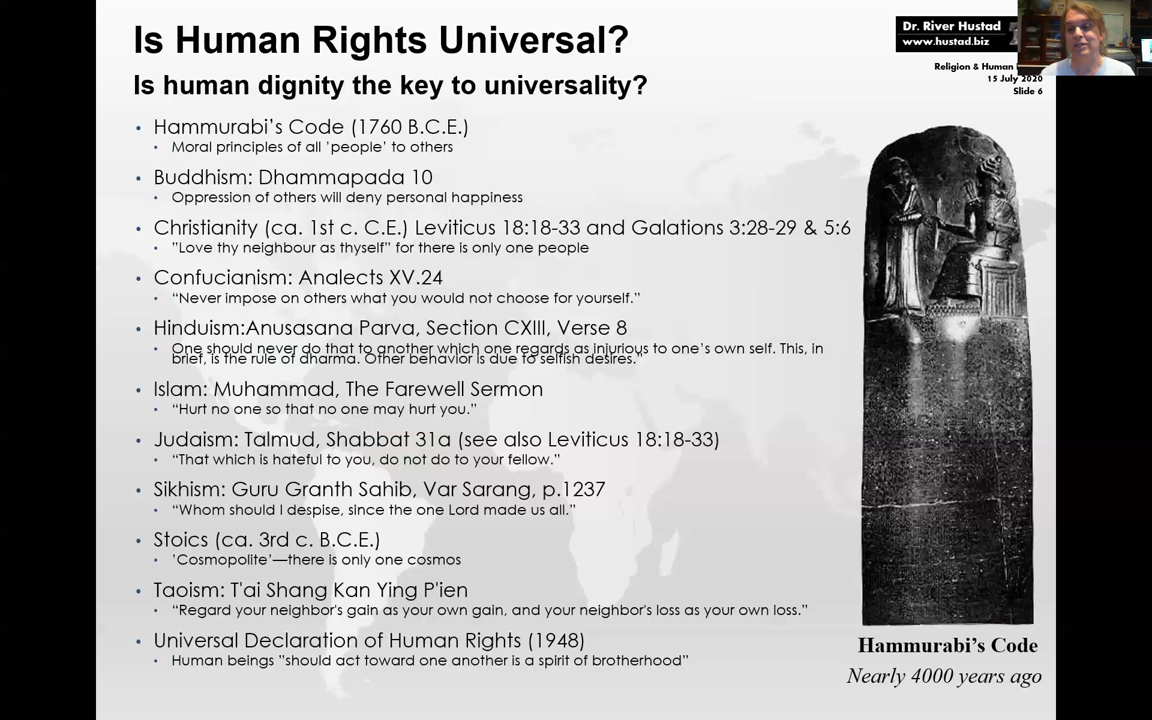 Is Human Rights Universal?
Is human dignity the key to universality?
Dr. River Hustad
www.hustad.biz
Religion & Human
15 July 2020
Slide 6
• Hammurabi’s Code (1760 B.C.E.)
• Moral principles of all ’people’ to others
• Buddhism: Dhammapada 10
• Oppression of others will deny personal happiness
• Christianity (ca. 1st c. C.E.) Leviticus 18:18-33 and Galations 3:28-29 & 5:6
• ”Love thy neighbour as thyself” for there is only one people
• Confucianism: Analects XV.24
• “Never impose on others what you would not choose for yourself.”
• Hinduism:Anusasana Parva, Section CXIII, Verse 8
• One should never do that to another which one regards as injurious to one’s own self. This, in
brief, is the rule of dharma. Other behavior is due to selfish desires.”
• Islam: Muhammad, The Farewell Sermon
• “Hurt no one so that no one may hurt you.”
• Judaism: Talmud, Shabbat 31a (see also Leviticus 18:18-33)
• “That which is hateful to you, do not do to your fellow.”
• Sikhism: Guru Granth Sahib, Var Sarang, p.1237
• “Whom should I despise, since the one Lord made us all.”
• Stoics (ca. 3rd c. B.C.E.)
• ’Cosmopolite’—there is only one cosmos
• Taoism: T'ai Shang Kan Ying P'ien
• “Regard your neighbor's gain as your own gain, and your neighbor's loss as your own loss.”
• Universal Declaration of Human Rights (1948)
• Human beings ”should act toward one another is a spirit of brotherhood”
Hammurabi’s Code
Nearly 4000 years ago